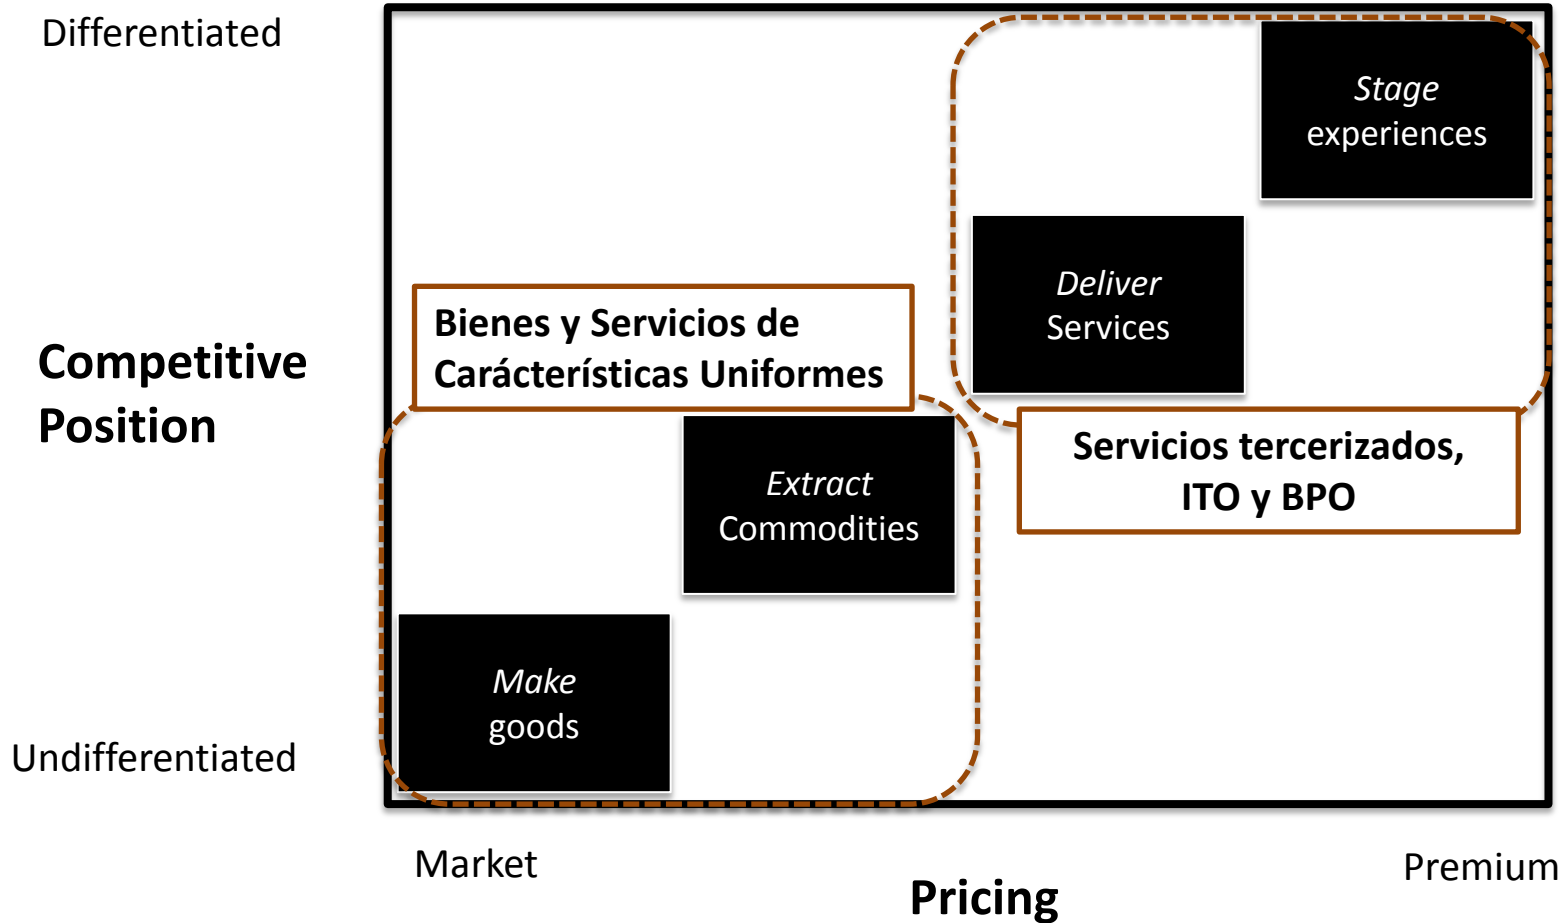 Differentiated
Stage
experiences
Deliver
Services
Bienes y Servicios de
Carácterísticas Uniformes
Competitive
Position
Servicios tercerizados,
ITO y BPO
Extract
Commodities
Make
goods
Undifferentiated
Market
Premium
Pricing